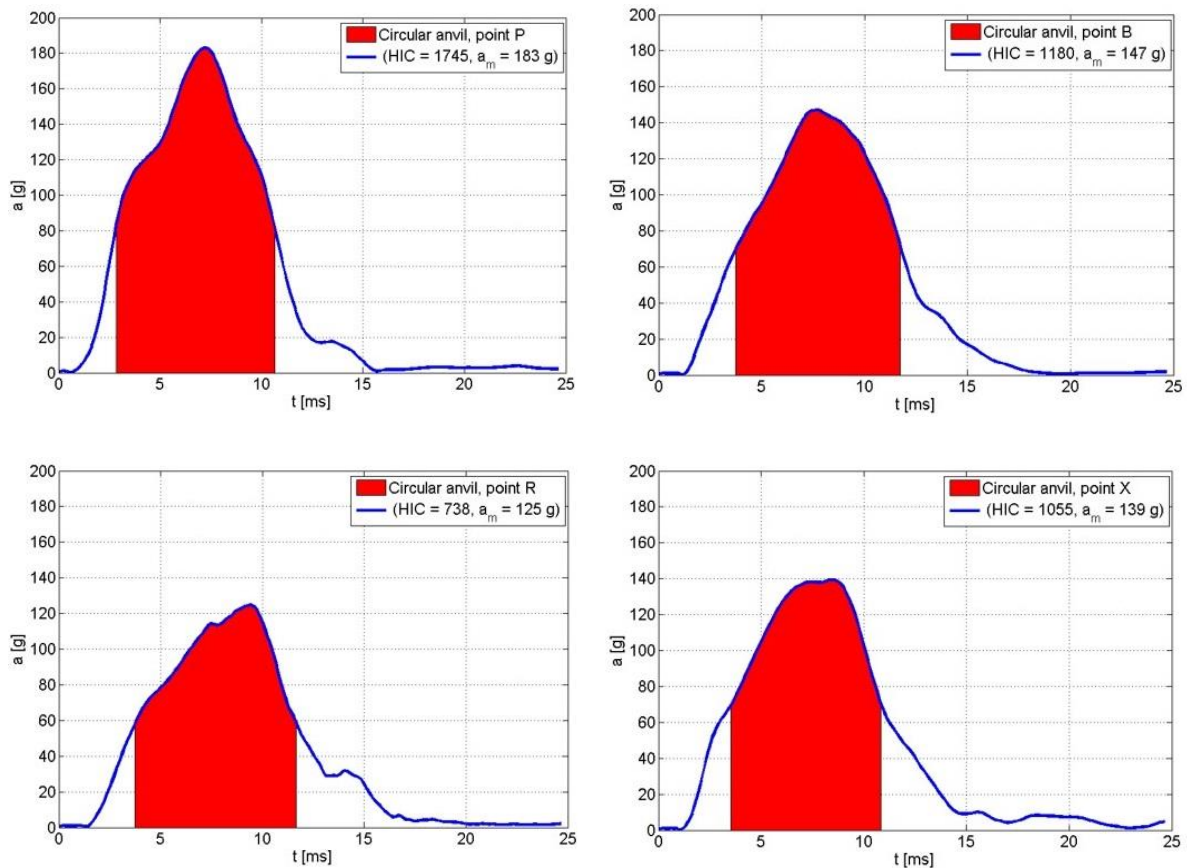 200
180
160
140
120
100
80
60
40
20
0
a [g]
Circular anvil, point P
(HIC = 1745, a_m = 183 g)
0 5 10 15 20 25
t [ms]
200
180
160
140
120
100
80
60
40
20
0
a [g]
Circular anvil, point B
(HIC = 1180, a_m = 147 g)
0 5 10 15 20 25
t [ms]
200
180
160
140
120
100
80
60
40
20
0
a [g]
Circular anvil, point R
(HIC = 738, a_m = 125 g)
0 5 10 15 20 25
t [ms]
200
180
160
140
120
100
80
60
40
20
0
a [g]
Circular anvil, point X
(HIC = 1055, a_m = 139 g)
0 5 10 15 20 25
t [ms]